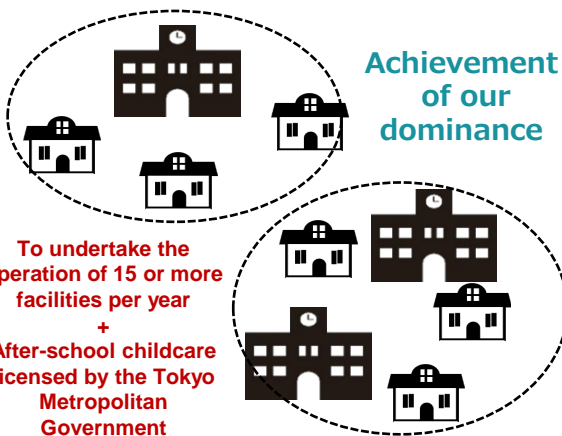 Achievement
of our
dominance
To undertake the
peration of 15 or more
facilities per year
+
After-school childcare
icensed by the Tokyo
Metropolitan
Government